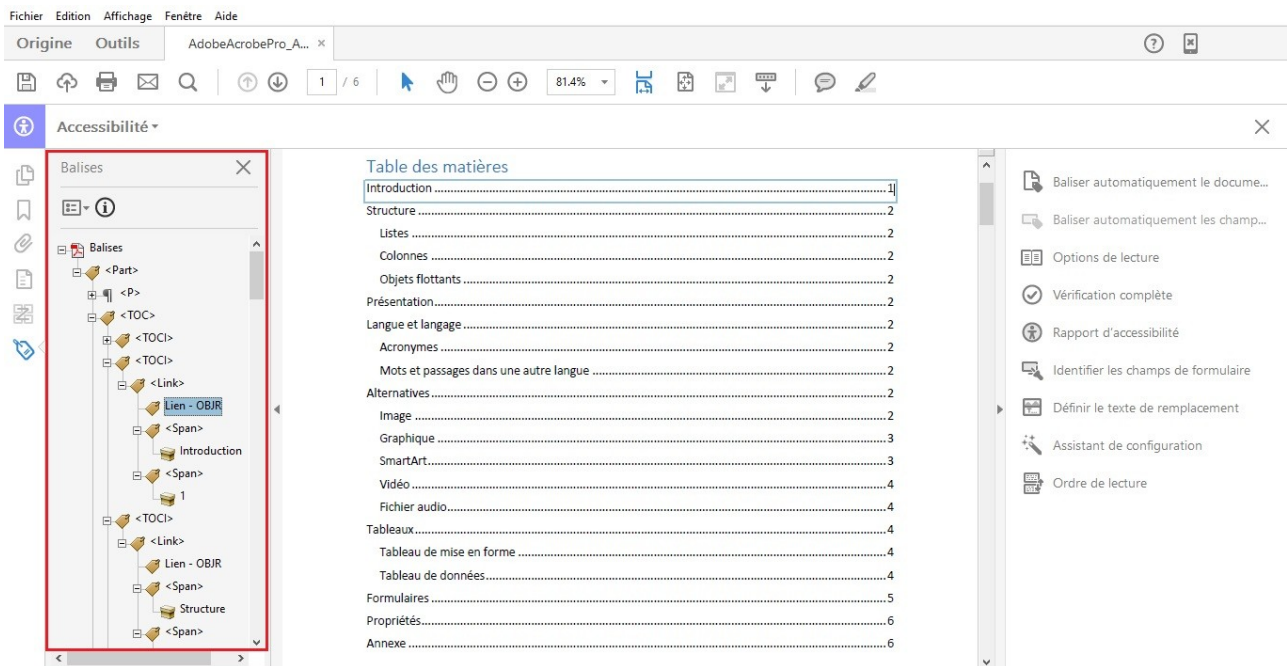 Fichier Edition Affichage Fenêtre Aide
Origine Outils AdobeAcrobePro_A... ×
1 / 6 81.4%
Accessibilité
Balises
Balises
<Part>
<P>
<TOC>
<TOCI>
<TOCI>
<Link>
Lien - OBJR
<Span>
Introduction
<Span>
1
<TOCI>
<Link>
Lien - OBJR
<Span>
Structure
<Span>
Table des matières
Introduction ........ 1
Structure ........ 2
Listes ........ 2
Colonnes ........ 2
Objets flottants ........ 2
Présentation ........ 2
Langue et langage ........ 2
Acronymes ........ 2
Mots et passages dans une autre langue ........ 2
Alternatives ........ 2
Image ........ 2
Graphique ........ 3
SmartArt ........ 3
Vidéo ........ 4
Fichier audio ........ 4
Tableaux ........ 4
Tableau de mise en forme ........ 4
Tableau de données ........ 4
Formulaires ........ 5
Propriétés ........ 6
Annexe ........ 6
Baliser automatiquement le docume...
Baliser automatiquement les champ...
Options de lecture
Vérification complète
Rapport d'accessibilité
Identifier les champs de formulaire
Définir le texte de remplacement
Assistant de configuration
Ordre de lecture